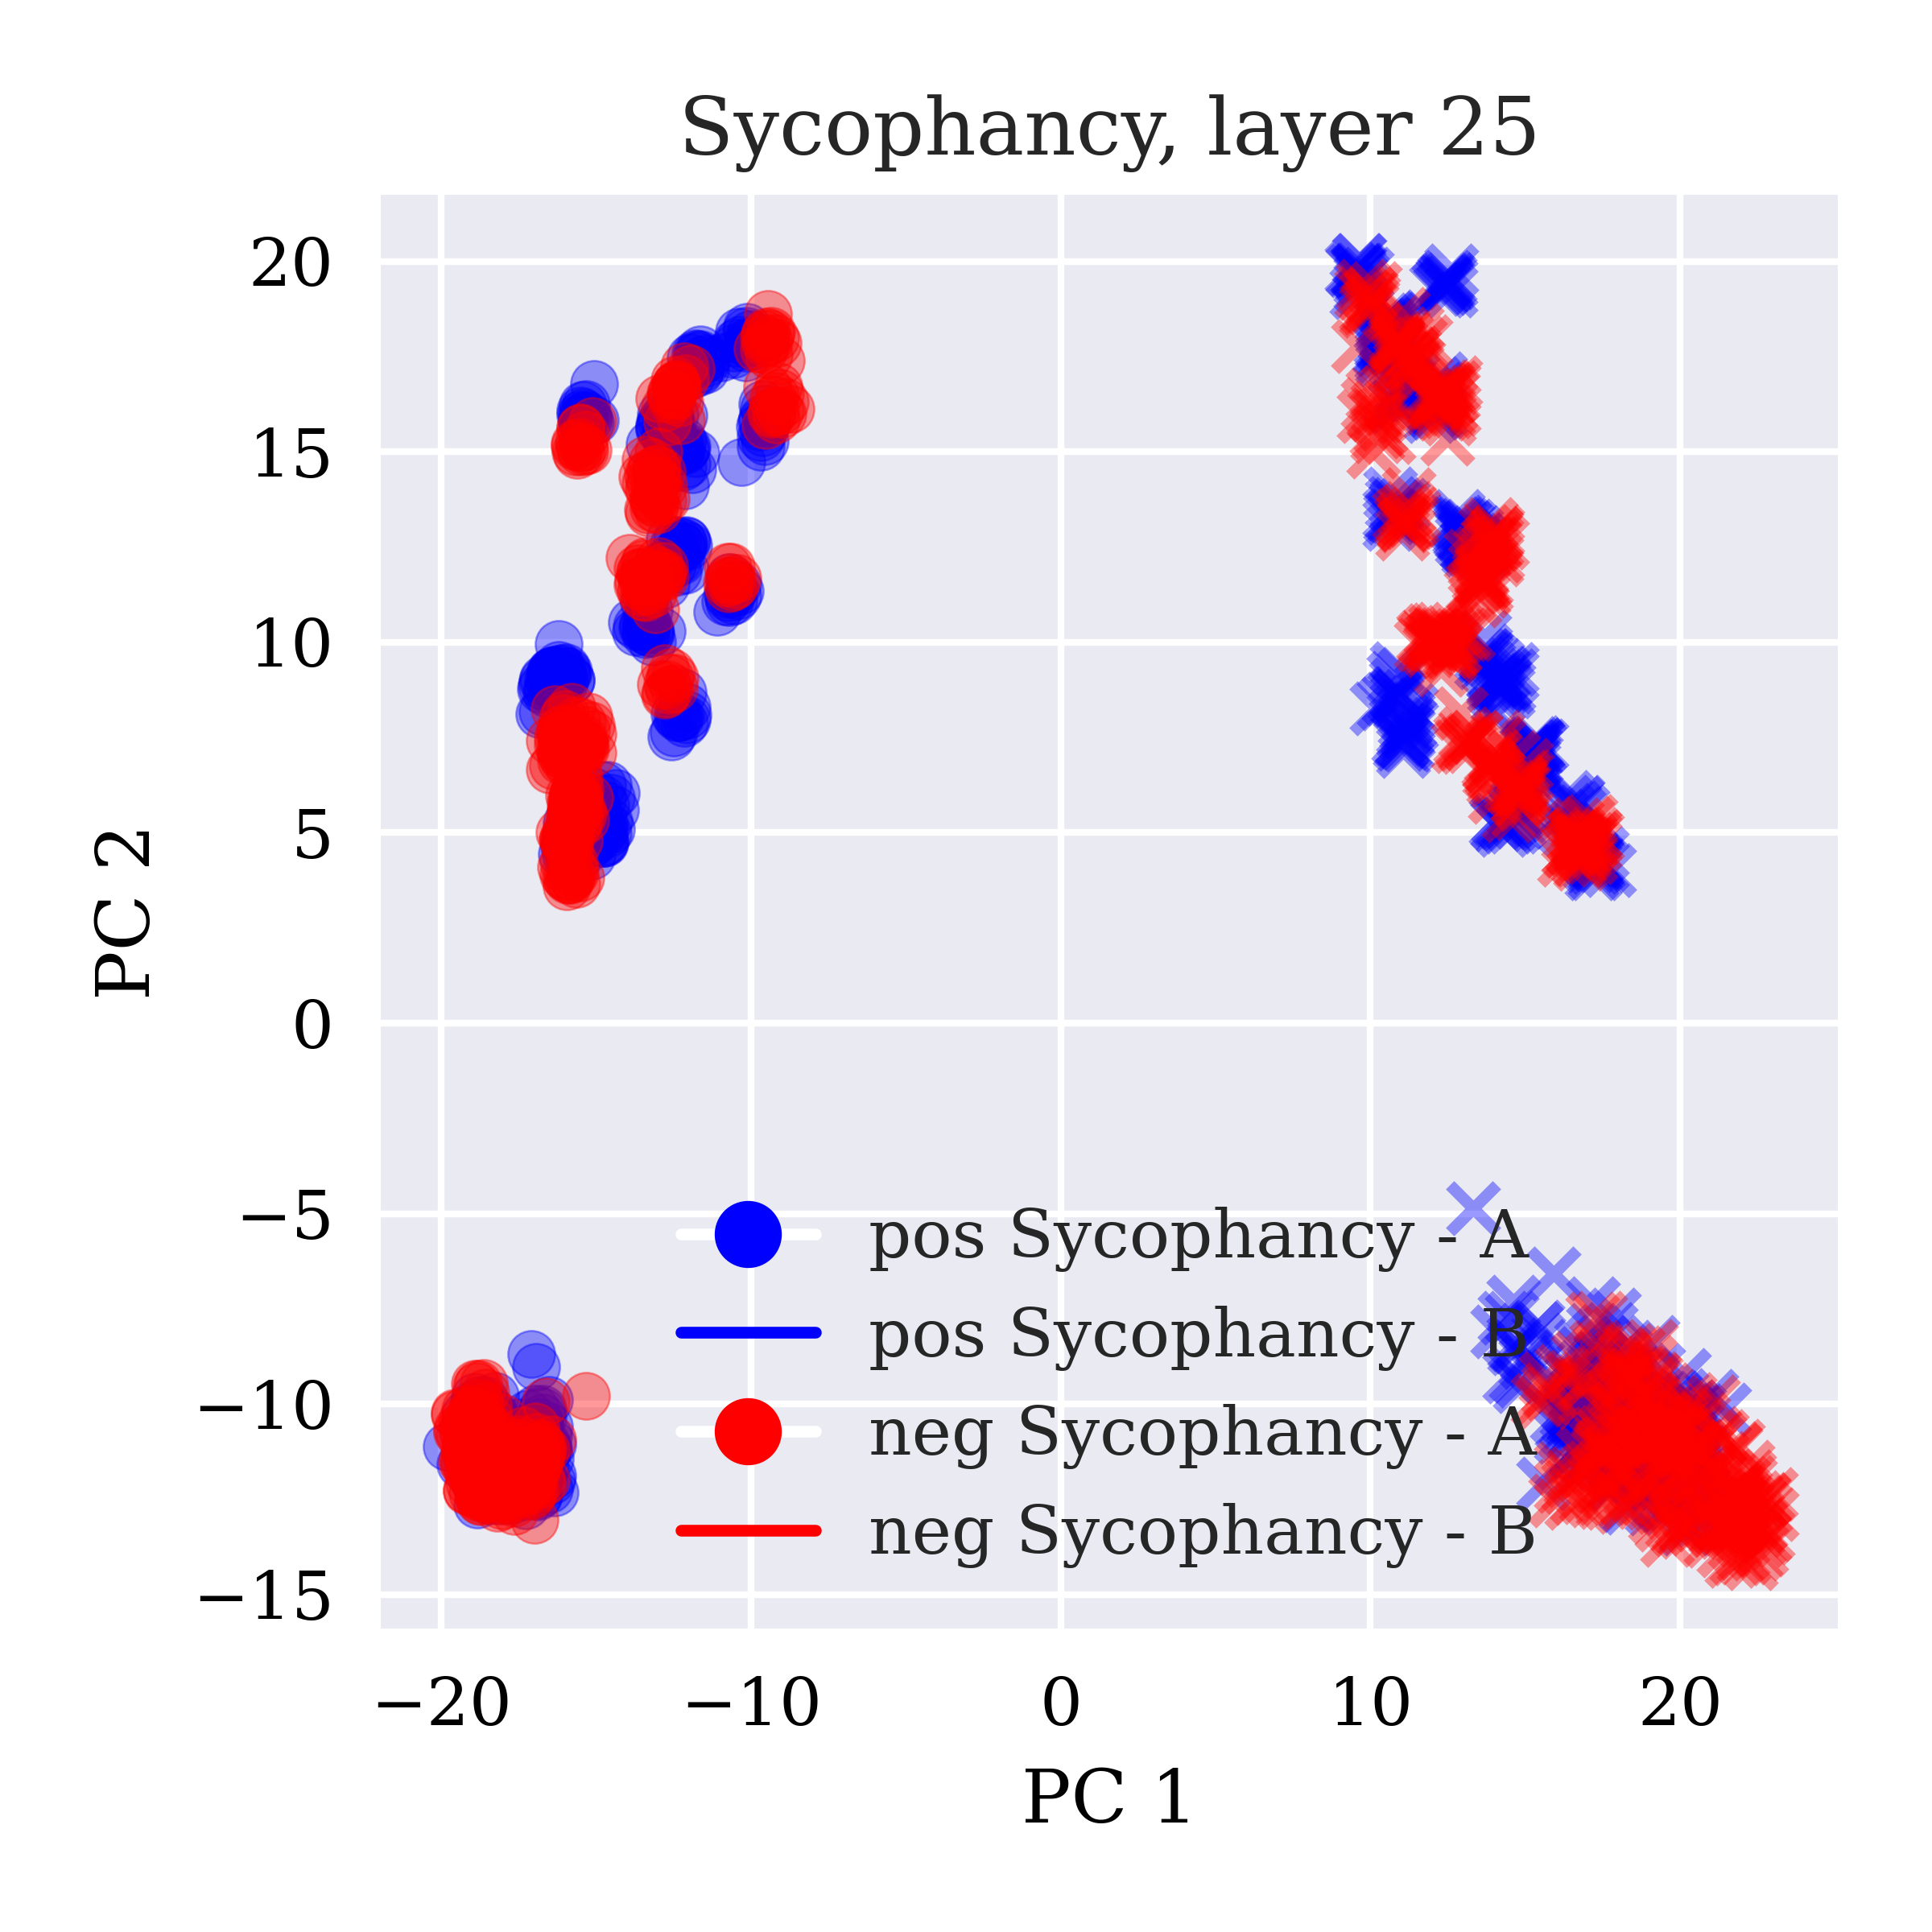 Sycophancy, layer 25
20
15
10
5
0
−5
−10
−15
PC 2
pos Sycophancy - A
pos Sycophancy - B
neg Sycophancy - A
neg Sycophancy - B
−20 −10 0 10 20
PC 1